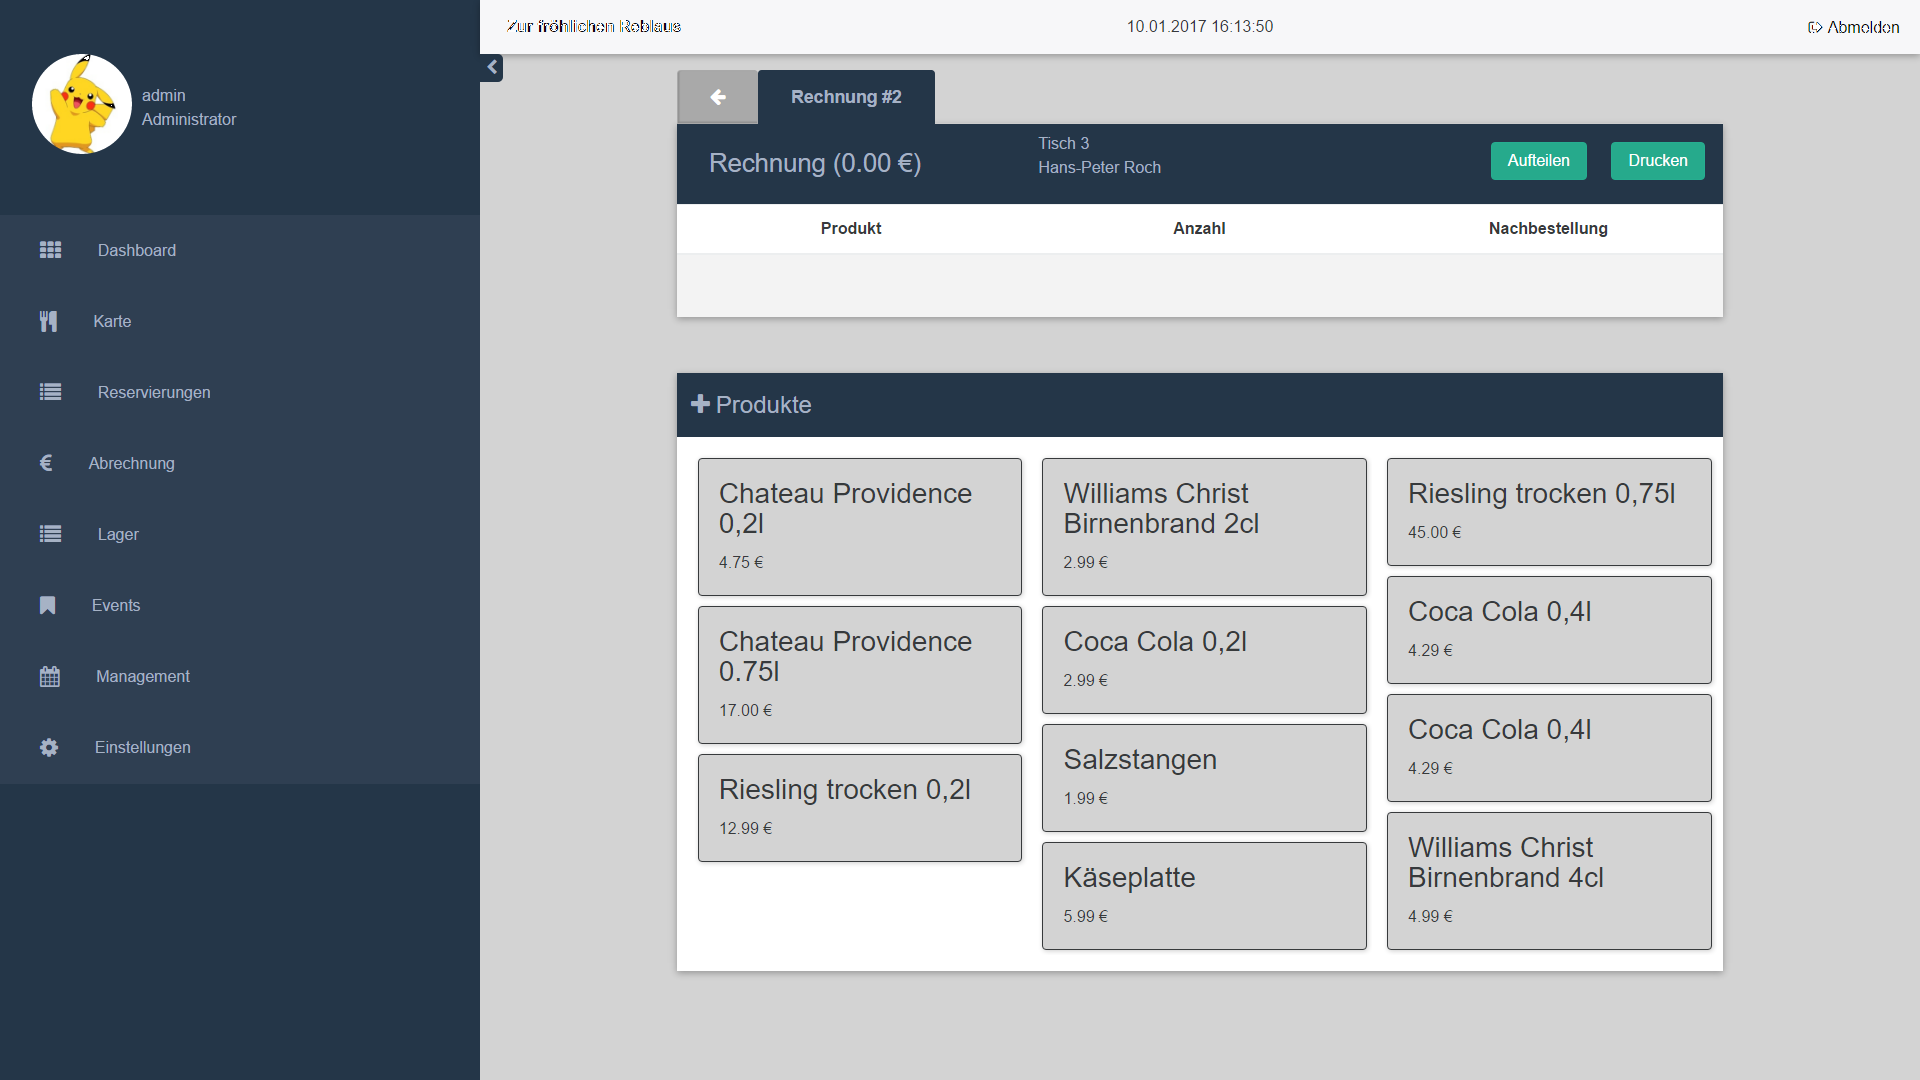 Zur fröhlichen Reblaus
10.01.2017 16:13:50
Abmelden
admin
Administrator
Dashboard
Karte
Reservierungen
€ Abrechnung
Lager
Events
Management
Einstellungen
Rechnung #2
Rechnung (0.00 €)
Tisch 3
Hans-Peter Roch
Aufteilen
Drucken
Produkt
Anzahl
Nachbestellung
Produkte
Chateau Providence
0,2l
4.75 €
Chateau Providence
0.75l
17.00 €
Riesling trocken 0,2l
12.99 €
Williams Christ
Birnenbrand 2cl
2.99 €
Coca Cola 0,2l
2.99 €
Salzstangen
1.99 €
Käseplatte
5.99 €
Riesling trocken 0,75l
45.00 €
Coca Cola 0,4l
4.29 €
Coca Cola 0,4l
4.29 €
Williams Christ
Birnenbrand 4cl
4.99 €